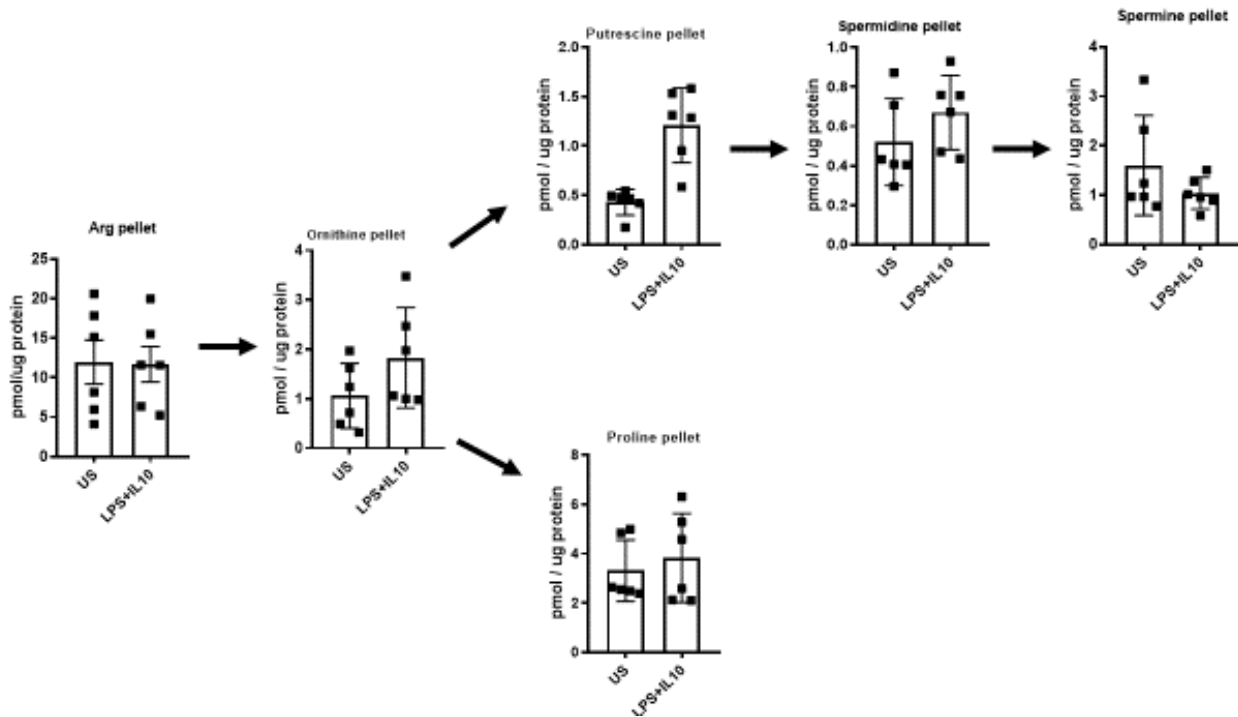 Arg pellet
pmol/ug protein
25
20
15
10
5
0
US
LPS+IL10
Ornithine pellet
pmol / ug protein
4
3
2
1
0
US
LPS+IL10
Putrescine pellet
pmol / ug protein
2.0
1.5
1.0
0.5
0.0
US
LPS+IL10
Spermidine pellet
pmol / ug protein
1.0
0.8
0.6
0.4
0.2
0.0
US
LPS+IL10
Spermine pellet
pmol / ug protein
4
3
2
1
0
US
LPS+IL10
Proline pellet
pmol / ug protein
8
6
4
2
0
US
LPS+IL10